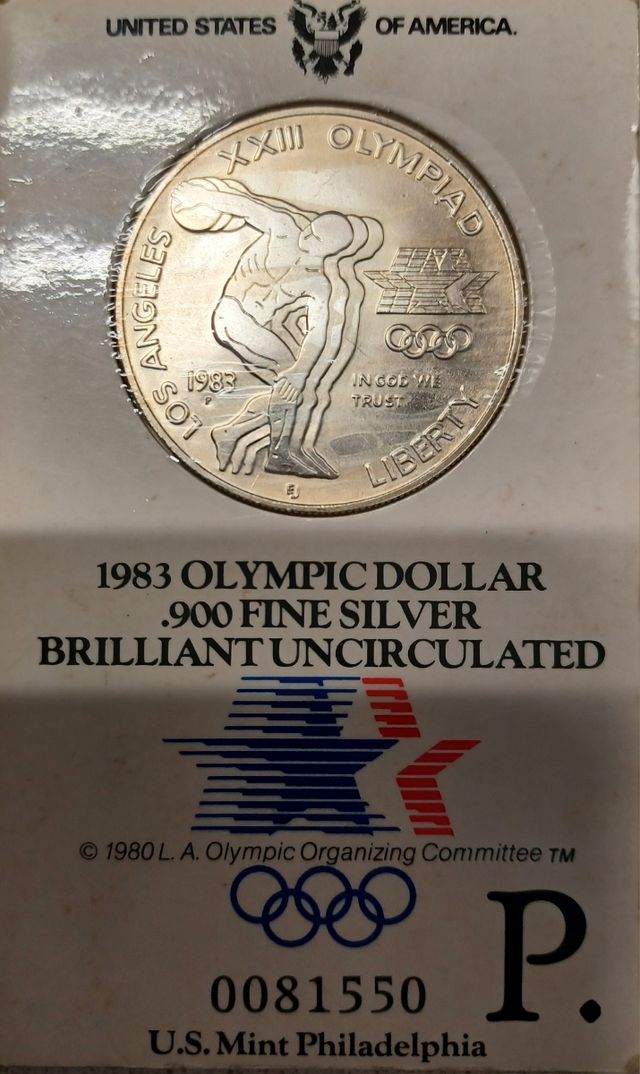 UNITED STATES OF AMERICA.
XXIII OLYMPIAD
LOS ANGELES
1983
P
IN GOD WE
TRUST
LIBERTY
EJ
1983 OLYMPIC DOLLAR
.900 FINE SILVER
BRILLIANT UNCIRCULATED
© 1980 L. A. Olympic Organizing Committee TM
0081550
P.
U.S. Mint Philadelphia